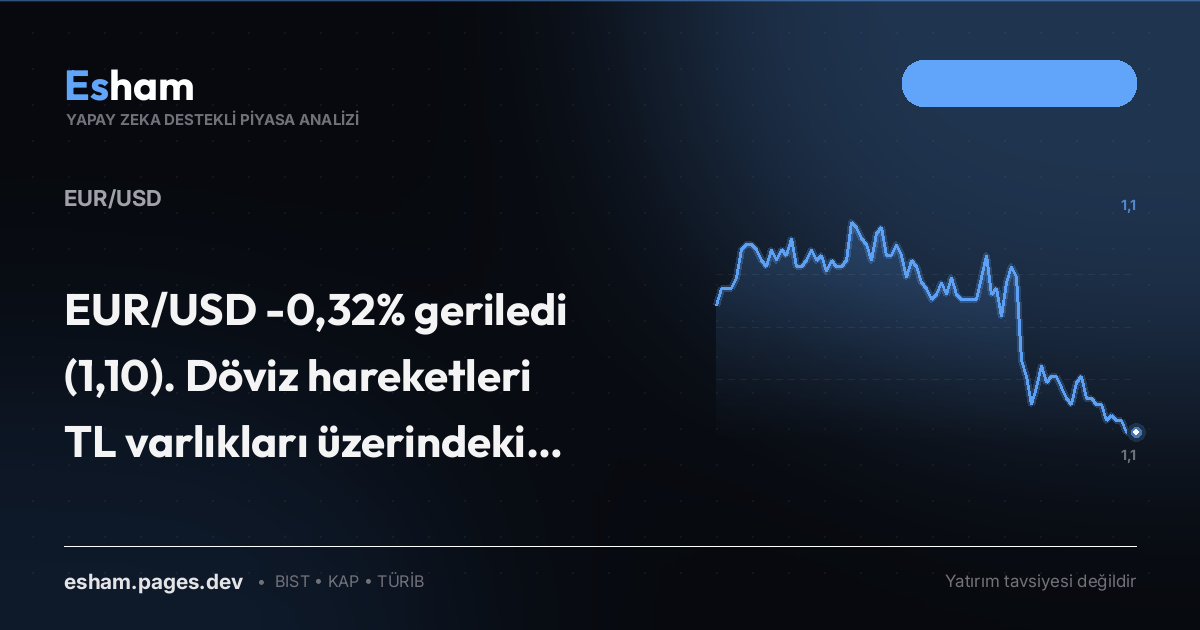 Esham
YAPAY ZEKA DESTEKLİ PİYASA ANALİZİ
EUR/USD
1,1
EUR/USD -0,32% geriledi
(1,10). Döviz hareketleri
TL varlıkları üzerindeki...
1,1
esham.pages.dev • BIST • KAP • TÜRİB
Yatırım tavsiyesi değildir